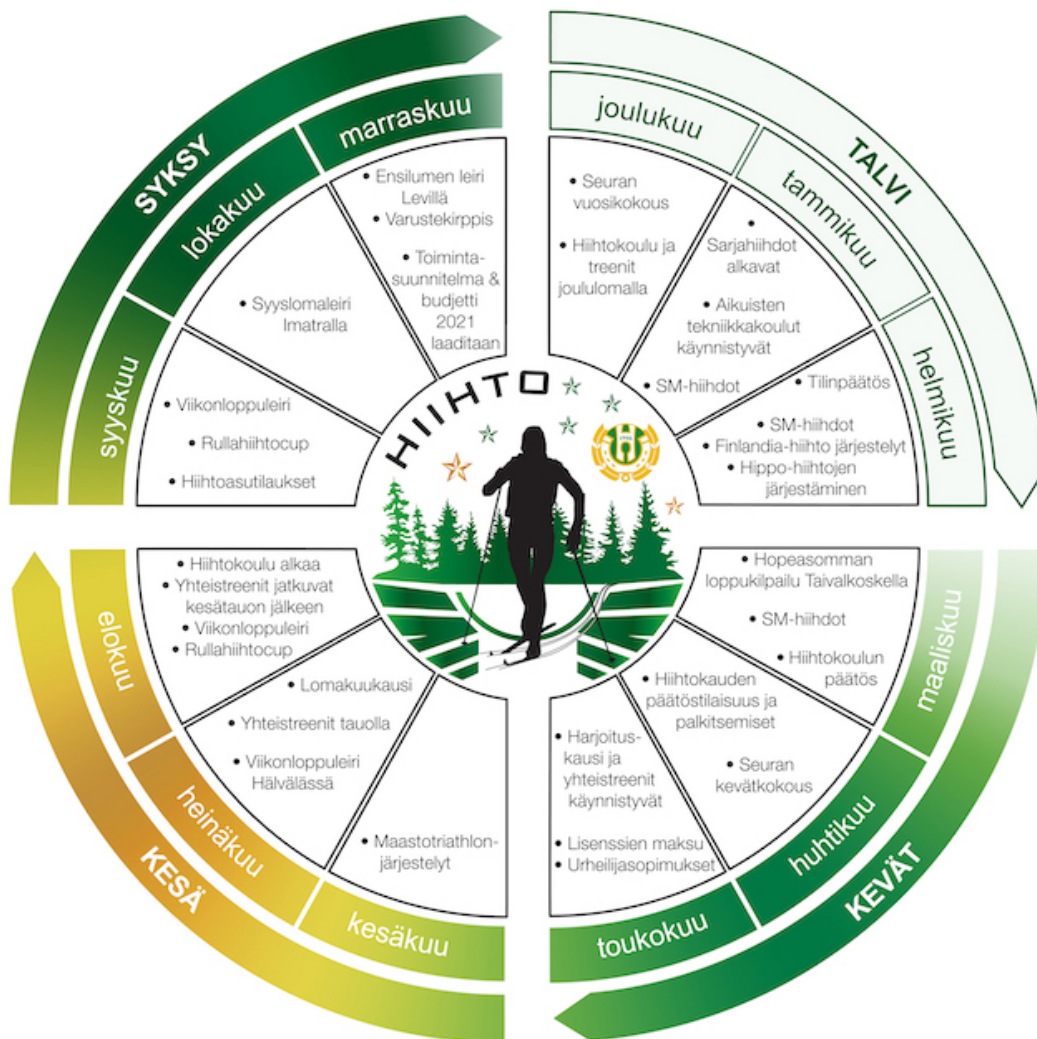 TALVI
joulukuu
• Seuran
vuosikokous
• Hiihtokoulu ja
treenit
joululomalla
tammikuu
•
Sarjahiihdot
alkavat
• Aikuisten
tekniikkakoulut
käynnistyvät
• SM-hiihdot
helmikuu
• Tilinpäätös
• SM-hiihdot
• Finlandia-hiihto järjestelyt
• Hippo-hiihtojen
järjestäminen
KEVÄT
maaliskuu
• Hopeasomman
loppukilpailu Taivalkoskella
• SM-hiihdot
• Hiihtokoulun
päätös
huhtikuu
• Hiihtokauden
päätöstilaisuus ja
palkitsemiset
• Seuran
kevätkokous
toukokuu
• Harjoitus-
kausi ja
yhteistreenit
käynnistyvät
• Lisenssien maksu
• Urheilijasopimukset
KESÄ
kesäkuu
• Maastotriathlon-
järjestelyt
heinäkuu
• Lomakuukausi
• Yhteistreenit tauolla
• Viikonloppuleiri
Hälvälässä
elokuu
• Hiihtokoulu alkaa
• Yhteistreenit jatkuvat
kesätauon jälkeen
• Viikonloppuleiri
• Rullahiihtocup
SYKSY
syyskuu
• Viikonloppuleiri
• Rullahiihtocup
• Hiihtoasutilaukset
lokakuu
• Syyslomaleiri
Imatralla
marraskuu
• Ensilumen leiri
Levillä
• Varustekirppis
• Toiminta-
suunnitelma &
budjetti
2021
laaditaan
HIIHTO